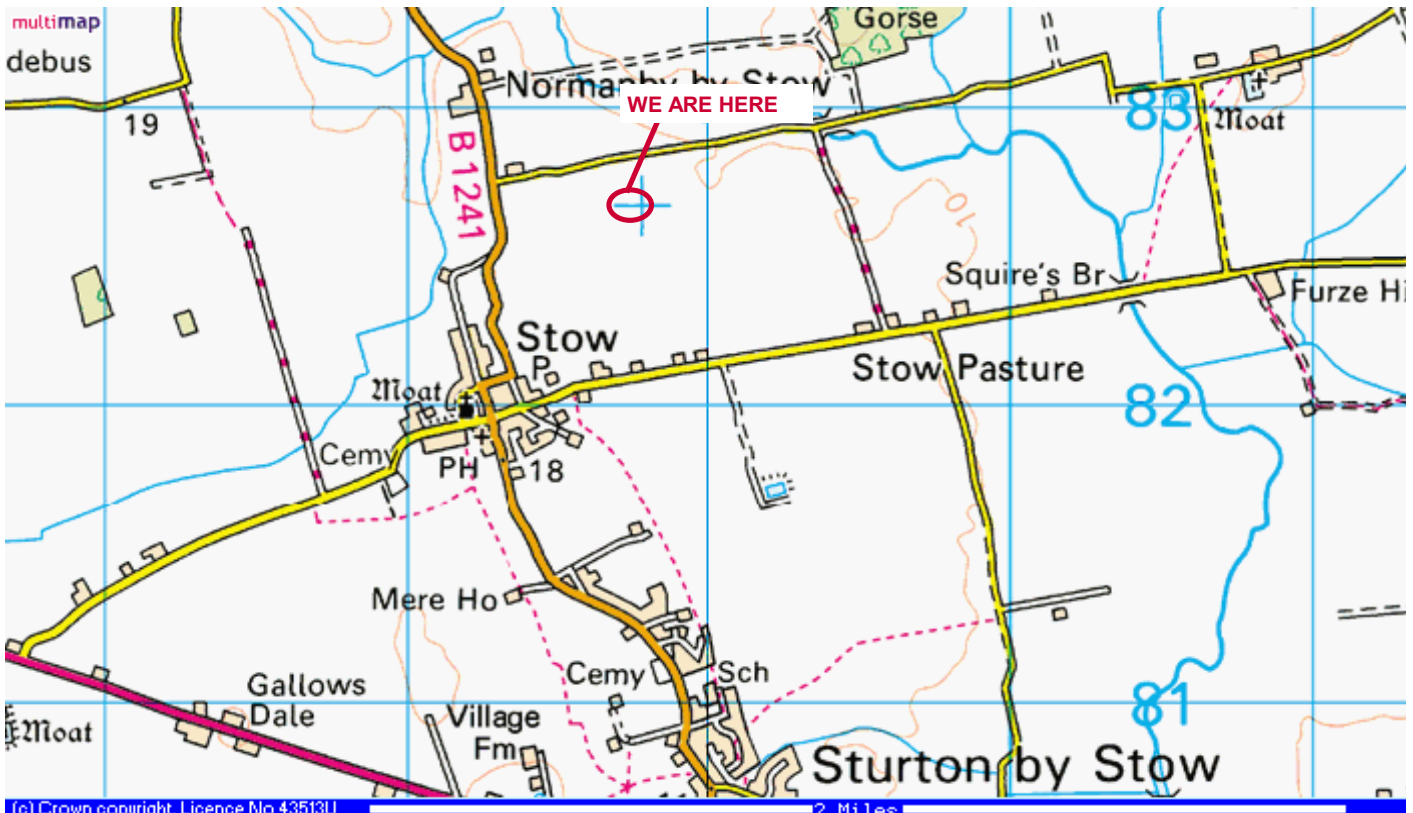 multimap
debus
Gorse
Normanby by Stow
WE ARE HERE
19
83
Moat
B 1241
10
Squire's Br
Furze Hi
Stow
P
Stow Pasture
Moat
82
Cemy
PH
18
Mere Ho
Cemy
Sch
Gallows
Dale
Village
Fm
Moat
81
Sturton by Stow
(c) Crown copyright. Licence No 43513U
2 Miles